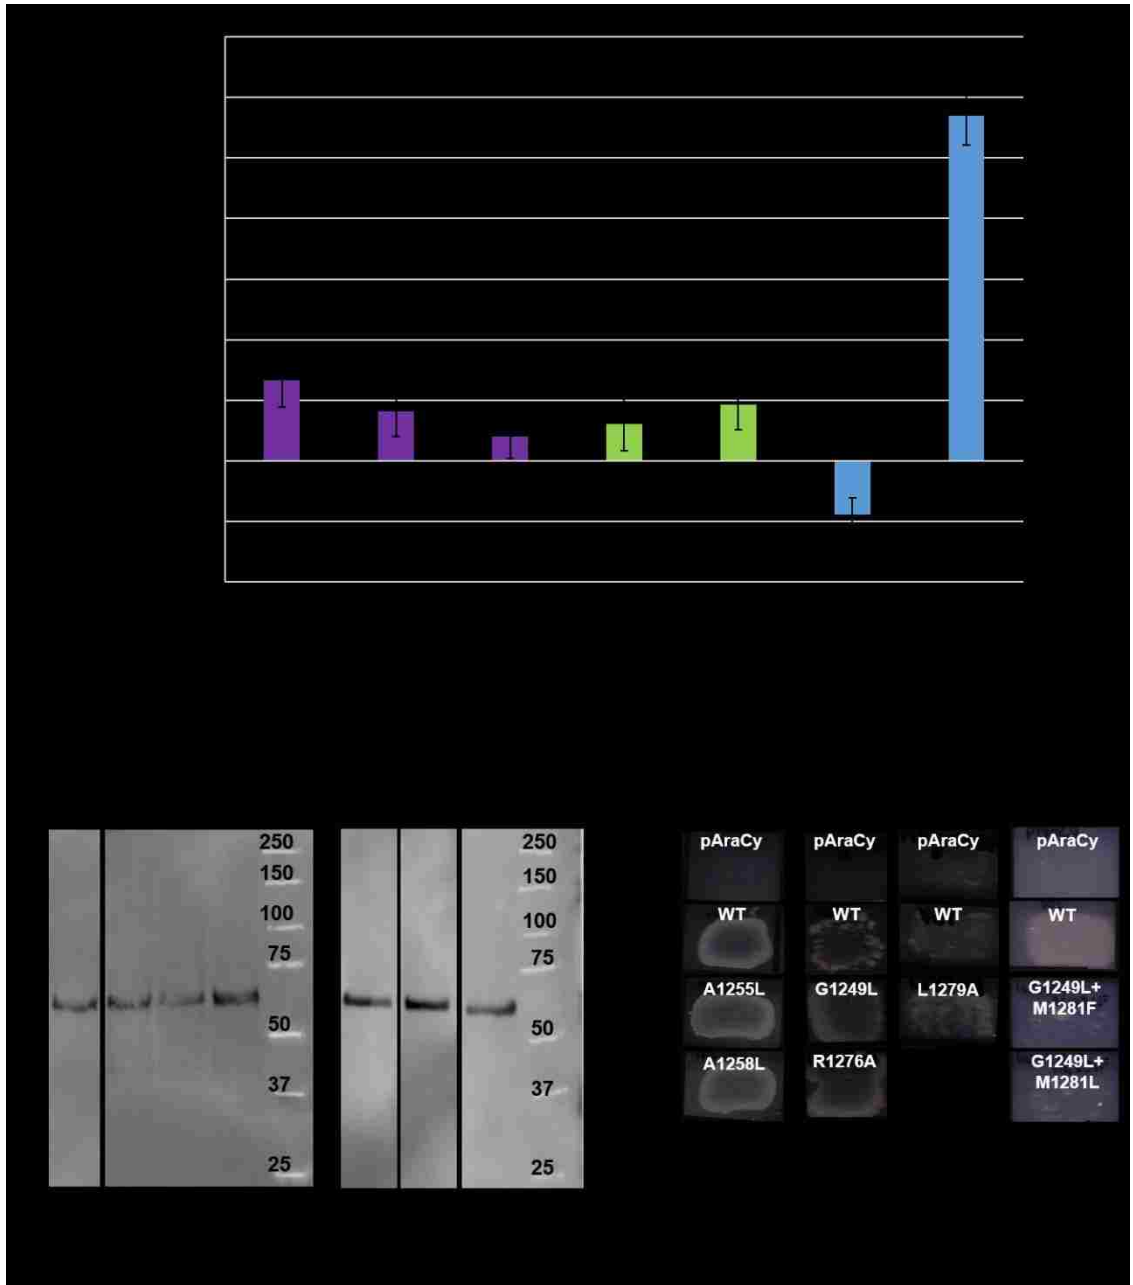 250
150
100
75
50
37
25
250
150
100
75
50
37
25
pAraCy
pAraCy
pAraCy
pAraCy
WT
WT
WT
WT
A1255L
G1249L
L1279A
G1249L+
M1281F
A1258L
R1276A
G1249L+
M1281L